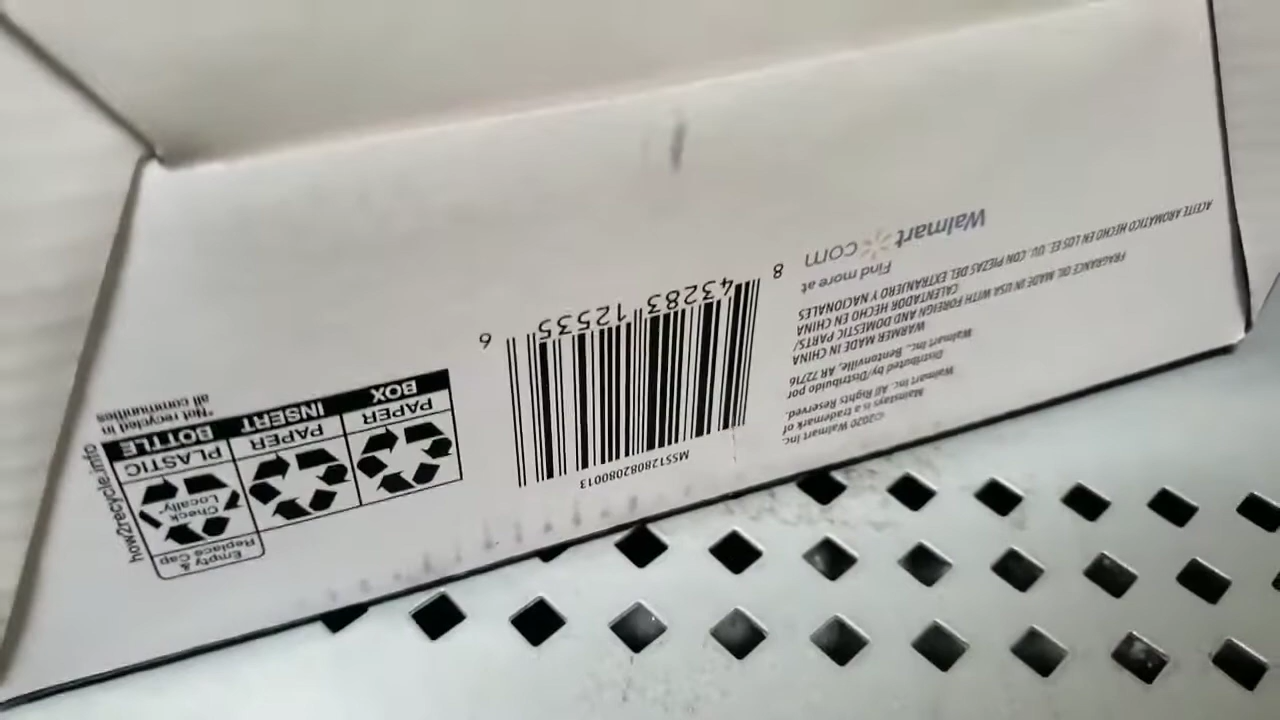 ©2020 Walmart Inc.
Mainstays is a trademark of
Walmart Inc. All Rights Reserved.
Distributed by/Distribuido por
Walmart Inc., Bentonville, AR 72716
WARMER MADE IN CHINA
FRAGRANCE OIL MADE IN USA WITH FOREIGN AND DOMESTIC PARTS/
CALENTADOR HECHO EN CHINA
ACEITE AROMÁTICO HECHO EN LOS EE. UU. CON PIEZAS DEL EXTRANJERO Y NACIONALES
Find more at
Walmart com
MSS128082080013
8 43283 12535 6
PAPER
BOX
PAPER
INSERT
Empty &
Replace Cap
Check
Locally*
PLASTIC
BOTTLE
*Not recycled in
all communities
how2recycle.info